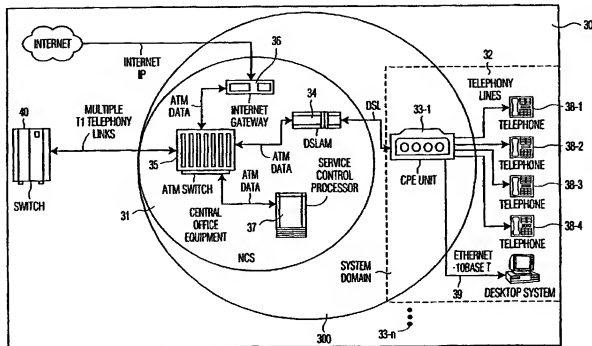 30
INTERNET
INTERNET
IP
36
ATM
DATA
INTERNET
GATEWAY
34
DSLAM
DSL
32
TELEPHONY
LINES
33-1
CPE UNIT
38-1
TELEPHONE
38-2
TELEPHONE
38-3
TELEPHONE
38-4
TELEPHONE
40
MULTIPLE
T1 TELEPHONY
LINKS
SWITCH
35
ATM SWITCH
ATM
DATA
ATM
DATA
SERVICE
CONTROL
PROCESSOR
31
CENTRAL
OFFICE
EQUIPMENT
37
NCS
SYSTEM
DOMAIN
ETHERNET
-10BASE T
39
DESKTOP SYSTEM
300
33-n